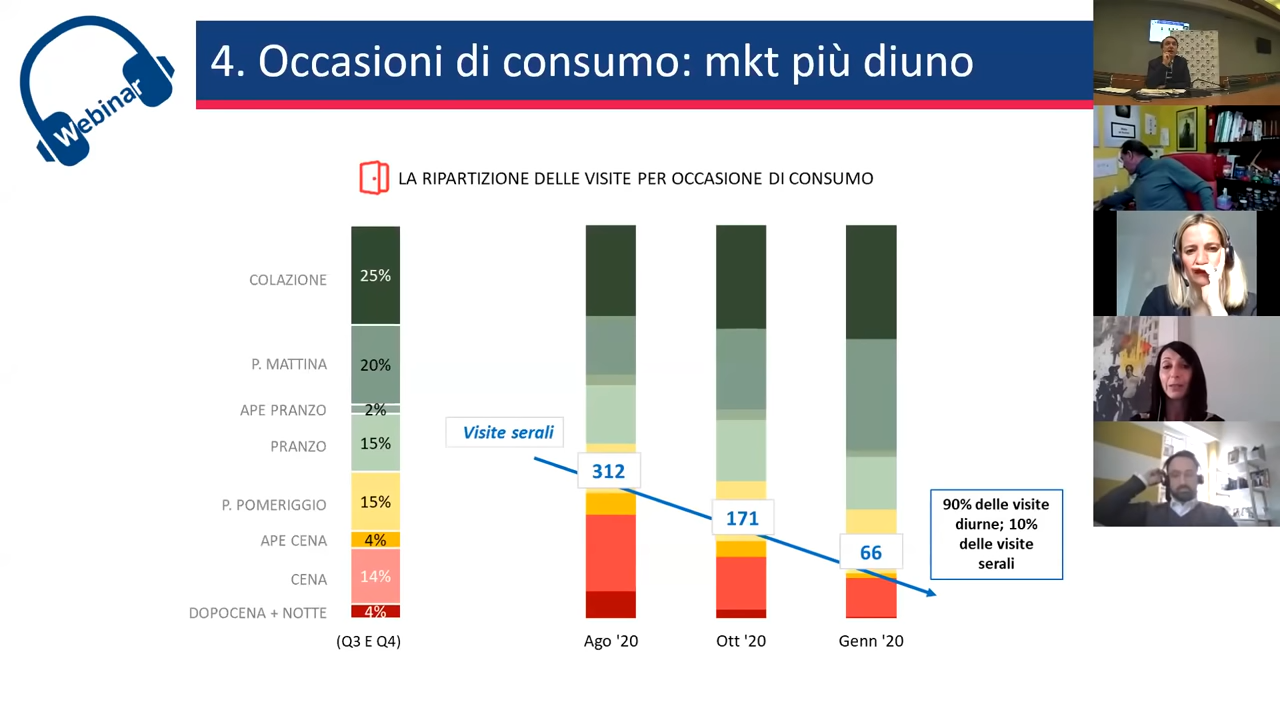 Webinar
4. Occasioni di consumo: mkt più diuno
LA RIPARTIZIONE DELLE VISITE PER OCCASIONE DI CONSUMO
COLAZIONE
25%
P. MATTINA
20%
APE PRANZO
2%
PRANZO
15%
P. POMERIGGIO
15%
APE CENA
4%
CENA
14%
DOPOCENA + NOTTE
4%
(Q3 E Q4)
Visite serali
312
171
66
Ago '20
Ott '20
Genn '20
90% delle visite
diurne; 10%
delle visite
serali